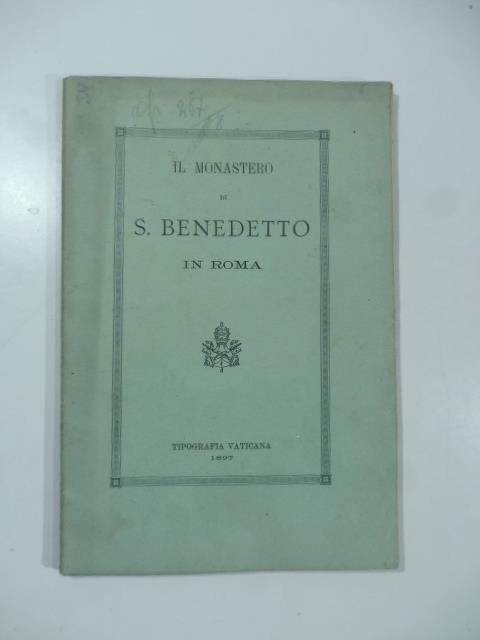 IL MONASTERO
DI
S. BENEDETTO
IN ROMA
TIPOGRAFIA VATICANA
1897